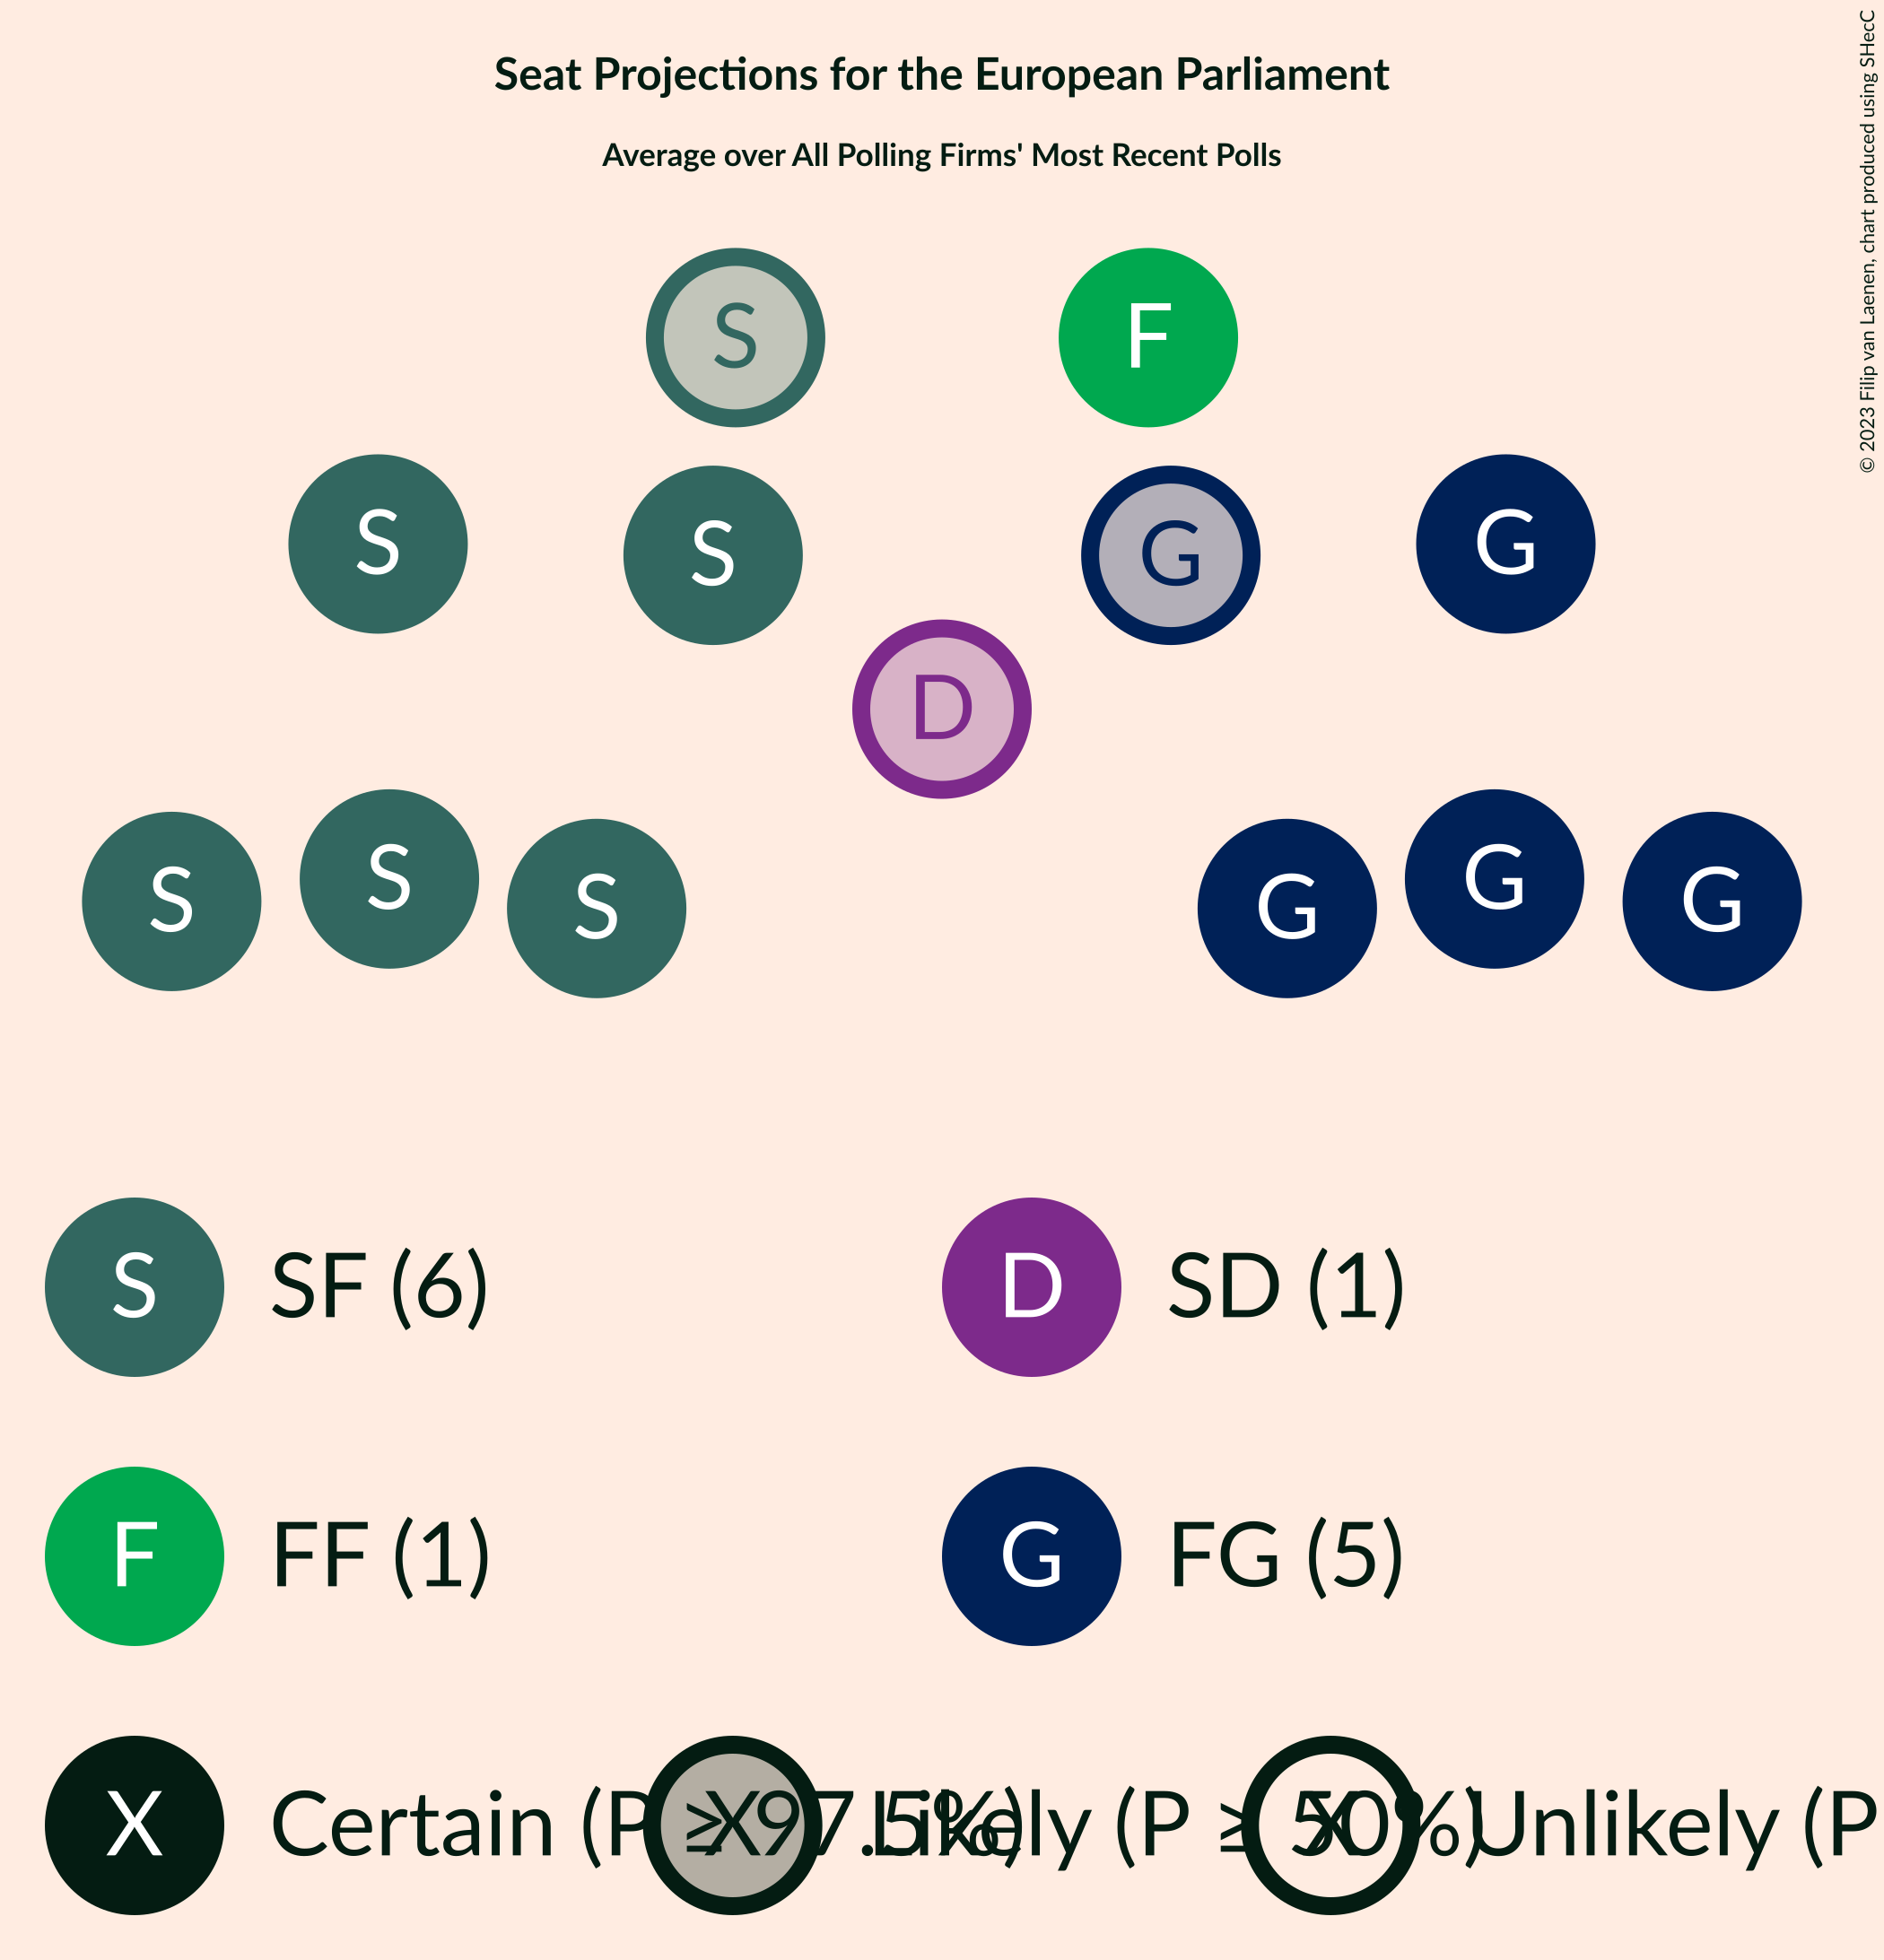 Seat Projections for the European Parliament
Average over All Polling Firms' Most Recent Polls
© 2023 Filip van Laenen, chart produced using SHecC
S F
S S G G
D
S S S G G G
S SF (6) D SD (1)
F FF (1) G FG (5)
X Certain (P ≥ 97.5%) X Likely (P ≥ 50%) X Unlikely (P